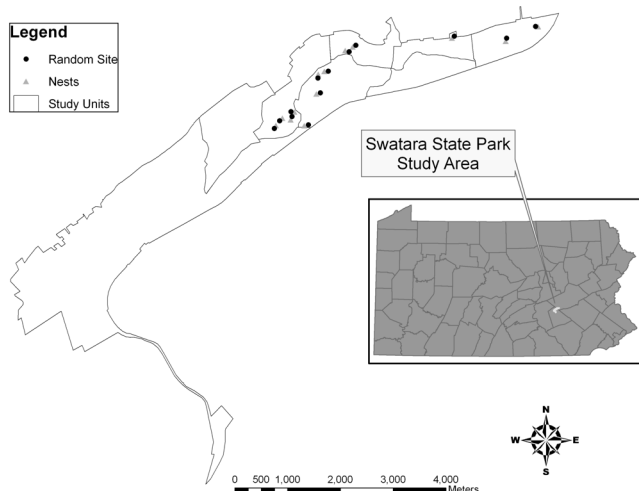 Legend
Random Site
Nests
Study Units
Swatara State Park
Study Area
N
W E
S
0 500 1,000 2,000 3,000 4,000
Meters